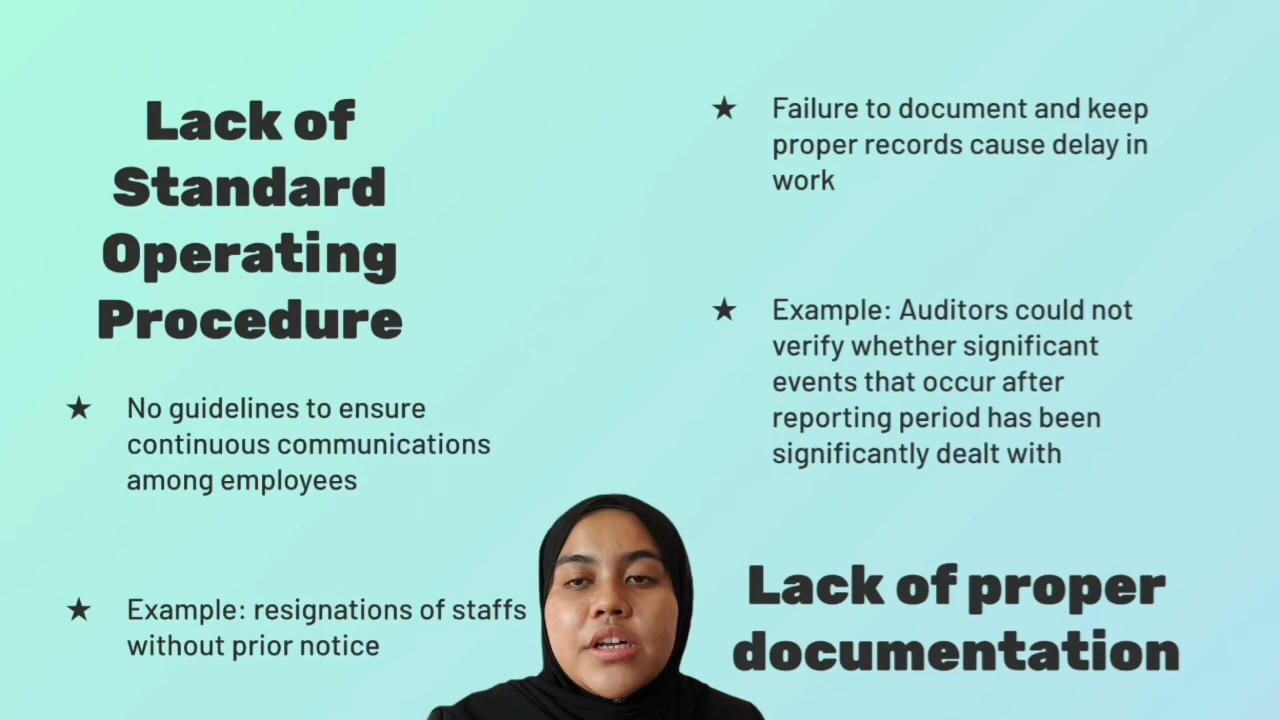 Lack of
Standard
Operating
Procedure
★ No guidelines to ensure
continuous communications
among employees
★ Example: resignations of staffs
without prior notice
★ Failure to document and keep
proper records cause delay in
work
★ Example: Auditors could not
verify whether significant
events that occur after
reporting period has been
significantly dealt with
Lack of proper
documentation